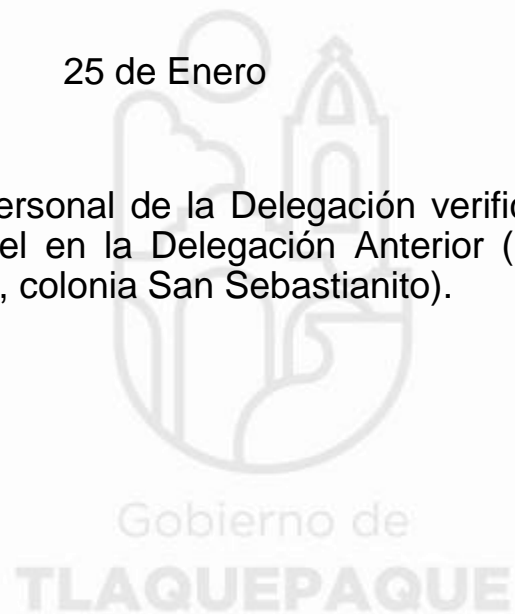 25 de Enero
ersonal de la Delegación verific
el en la Delegación Anterior (
, colonia San Sebastianito).
Gobierno de
TLAQUEPAQUE